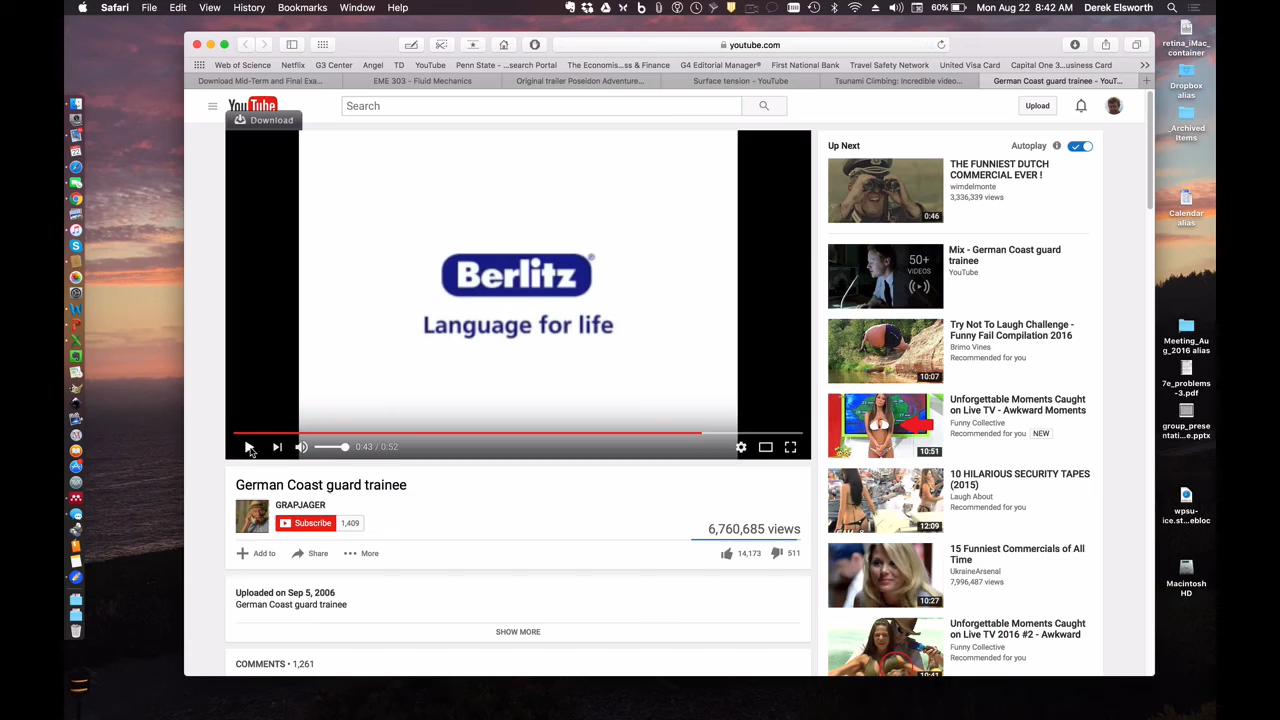 Safari File Edit View History Bookmarks Window Help
60% Mon Aug 22 8:42 AM Derek Elsworth
youtube.com
Web of Science Netflix G3 Center Angel TD YouTube Penn State - ...search Portal The Economis...s & Finance G4 Editorial Manager® First National Bank Travel Safety Network United Visa Card Capital One 3...usiness Card
Download Mid-Term and Final Exa... EME 303 - Fluid Mechanics Original trailer Poseidon Adventure... Surface tension - YouTube Tsunami Climbing: Incredible video... German Coast guard trainee - YouT...
YouTube
Search
Upload
Download
Berlitz®
Language for life
0:43 / 0:52
German Coast guard trainee
GRAPJAGER
Subscribe 1,409
6,760,685 views
Add to Share More
14,173 511
Uploaded on Sep 5, 2006
German Coast guard trainee
SHOW MORE
COMMENTS • 1,261
Up Next
Autoplay
THE FUNNIEST DUTCH
COMMERCIAL EVER !
wimdelmonte
3,336,339 views
0:46
50+
VIDEOS
Mix - German Coast guard
trainee
YouTube
Try Not To Laugh Challenge -
Funny Fail Compilation 2016
Brimo Vines
Recommended for you
10:07
Unforgettable Moments Caught
on Live TV - Awkward Moments
Funny Collective
Recommended for you NEW
10:51
10 HILARIOUS SECURITY TAPES
(2015)
Laugh About
Recommended for you
12:09
15 Funniest Commercials of All
Time
UkraineArsenal
7,996,487 views
10:27
Unforgettable Moments Caught
on Live TV 2016 #2 - Awkward
Funny Collective
Recommended for you
10:41
retina_iMac_
container
Dropbox
alias
_Archived
Items
Calendar
alias
Meeting_Au
g_2016 alias
7e_problems
-3.pdf
group_prese
ntati...e.pptx
wpsu-
ice.st...ebloc
Macintosh
HD